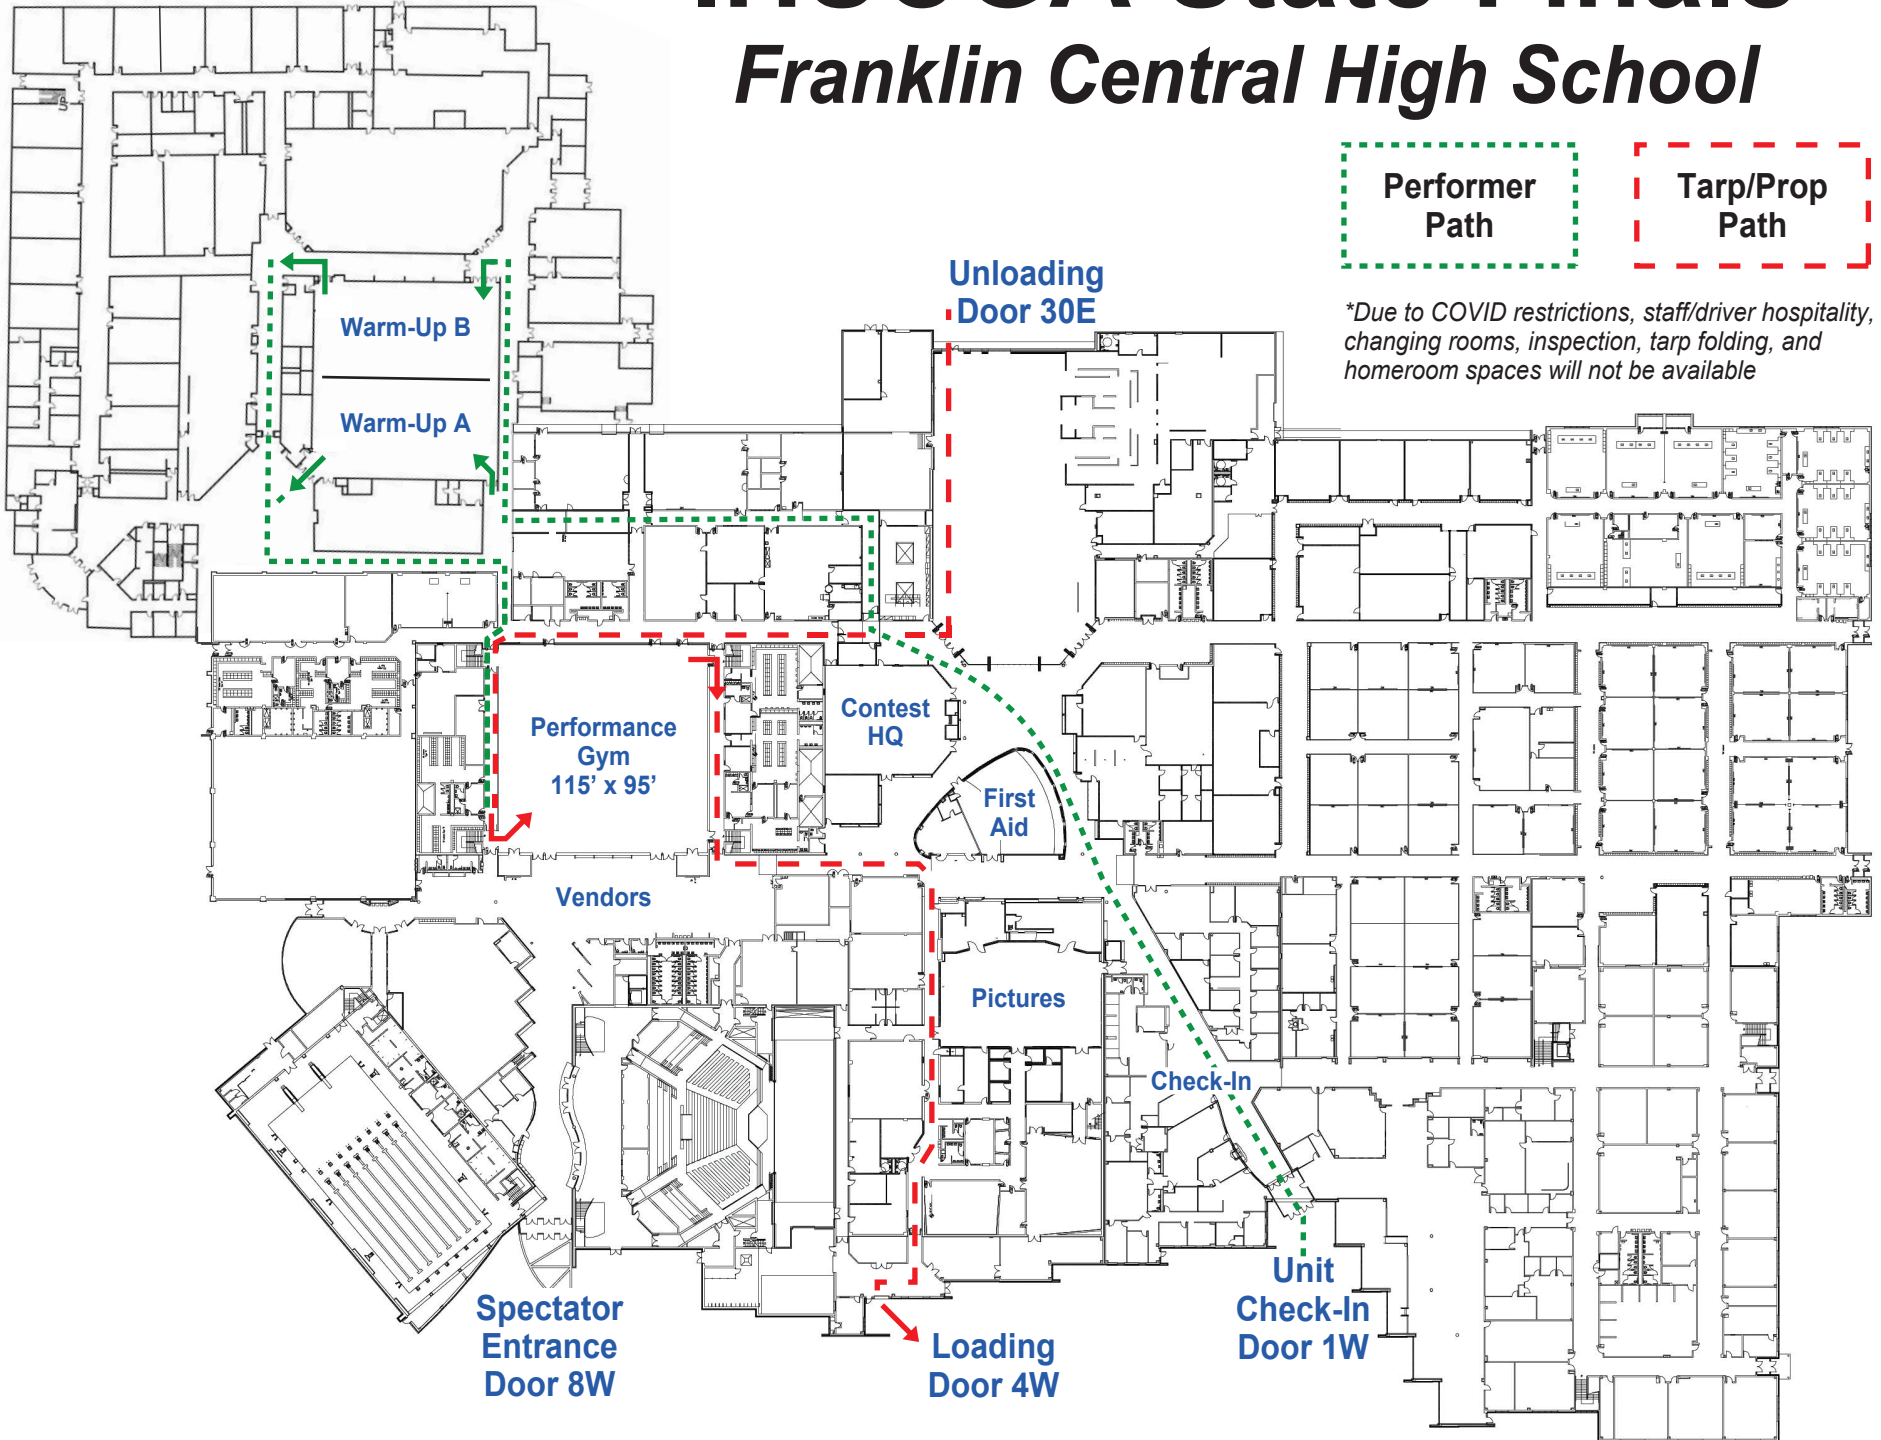 Franklin Central High School
Performer
Path
Tarp/Prop
Path
*Due to COVID restrictions, staff/driver hospitality,
changing rooms, inspection, tarp folding, and
homeroom spaces will not be available
Unloading
Door 30E
Warm-Up B
Warm-Up A
Performance
Gym
115’ x 95’
Contest
HQ
First
Aid
Vendors
Pictures
Check-In
Unit
Check-In
Door 1W
Spectator
Entrance
Door 8W
Loading
Door 4W